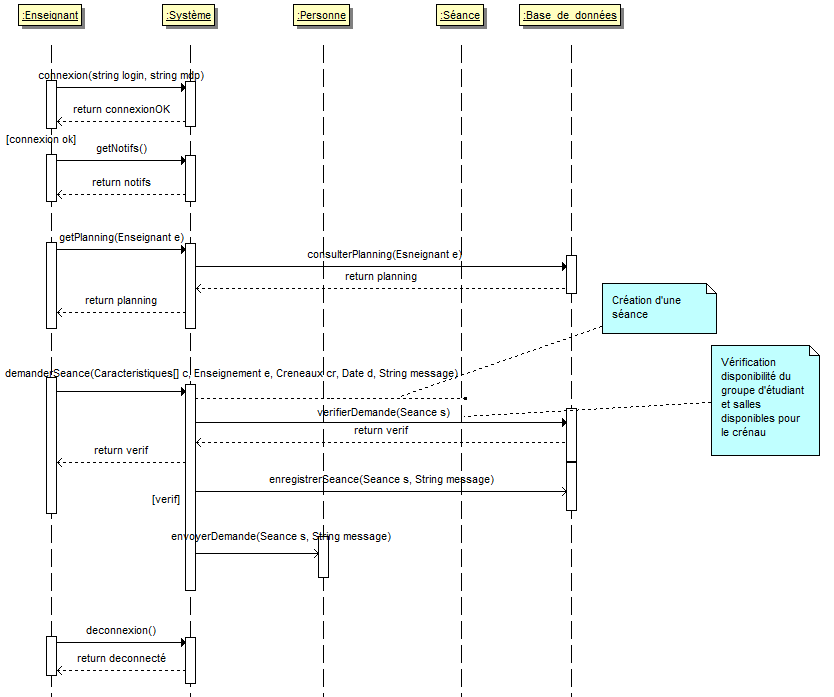 :Enseignant
:Système
:Personne
:Séance
:Base_de_données
connexion(string login, string mdp)
return connexionOK
[connexion ok]
getNotifs()
return notifs
getPlanning(Enseignant e)
consulterPlanning(Esneignant e)
return planning
return planning
Création d'une
séance
demanderSeance(Caracteristiques[] c, Enseignement e, Creneaux cr, Date d, String message)
Vérification
disponibilité du
groupe d'étudiant
et salles
disponibles pour
le crénau
verifierDemande(Seance s)
return verif
return verif
enregistrerSeance(Seance s, String message)
[verif]
envoyerDemande(Seance s, String message)
deconnexion()
return deconnecté